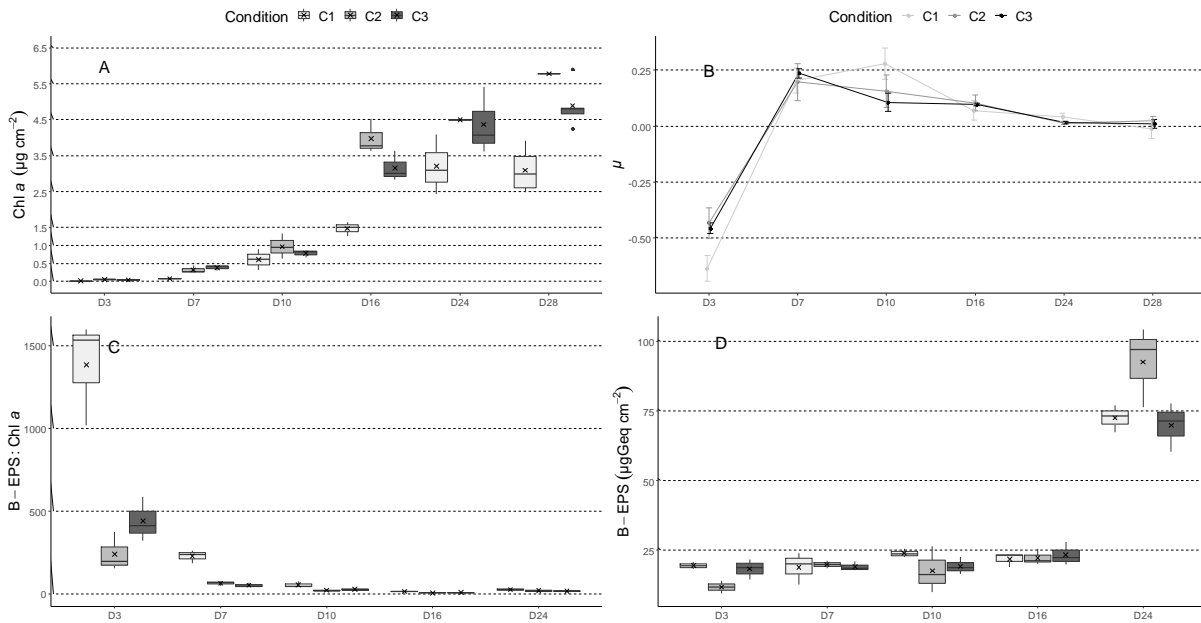 Condition C1 C2 C3
A
Chl a (µg cm−2)
6.5
5.5
4.5
3.5
2.5
1.5
1.0
0.5
0.0
D3 D7 D10 D16 D24 D28
Condition C1 C2 C3
B
µ
0.25
0.00
-0.25
-0.50
D3 D7 D10 D16 D24 D28
C
B−EPS: Chl a
1500
1000
500
0
D3 D7 D10 D16 D24
D
B−EPS (µgGeq cm−2)
100
75
50
25
D3 D7 D10 D16 D24